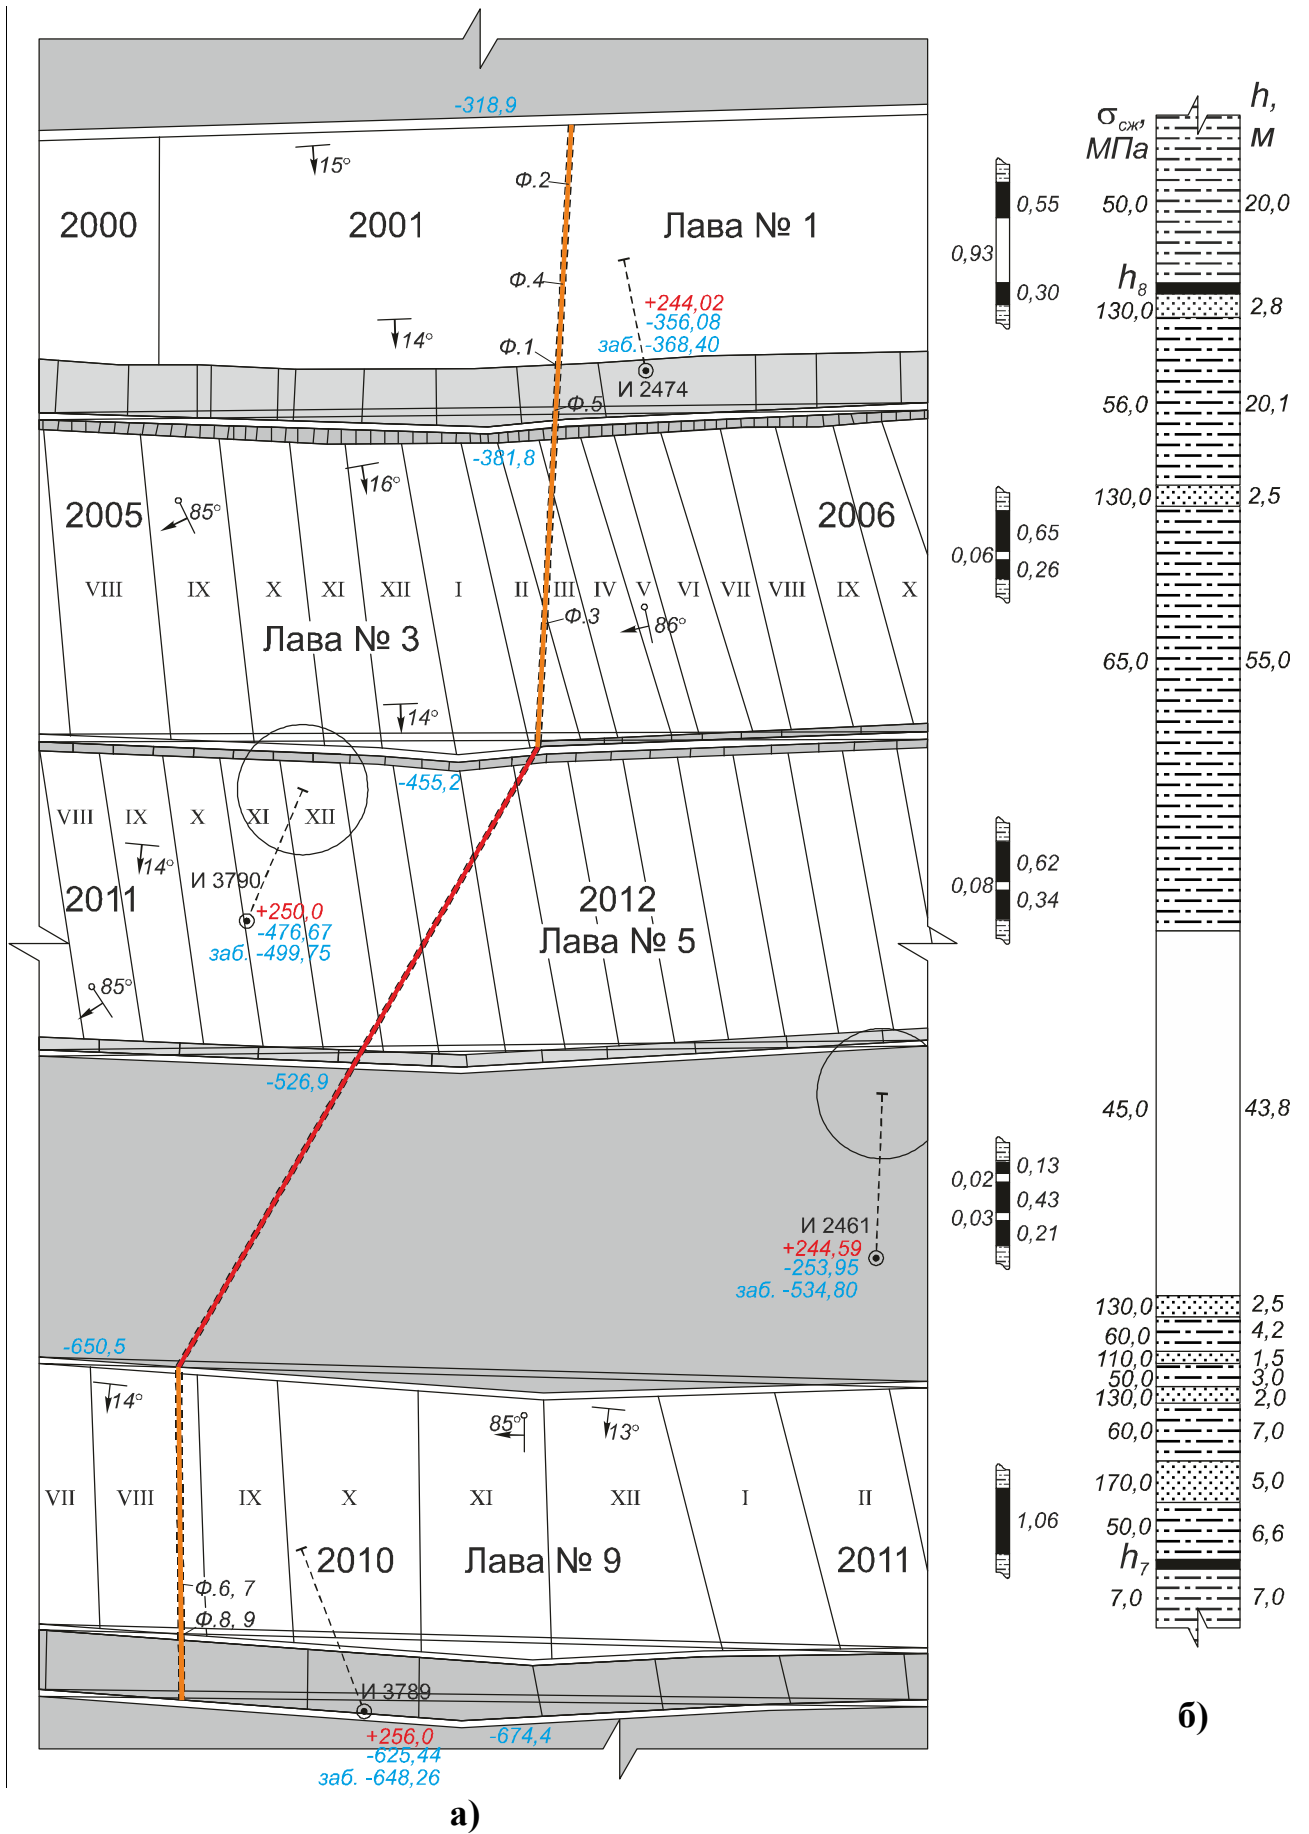 -318,9
15°
Ф.2
2000
2001
Лава № 1
Ф.4
+244,02
-356,08
заб. -368,40
14°
Ф.1
И 2474
Ф.5
-381,8
16°
2005
85°
2006
VIII
IX
X
XI
XII
I
II
III
IV
V
VI
VII
VIII
IX
X
Ф.3
86°
Лава № 3
14°
-455,2
VIII
IX
X
XI
XII
14°
И 3790
2011
+250,0
-476,67
заб. -499,75
2012
Лава № 5
85°
-526,9
И 2461
+244,59
-253,95
заб. -534,80
-650,5
14°
85°
13°
VII
VIII
IX
X
XI
XII
I
II
2010
Лава № 9
2011
Ф.6, 7
Ф.8, 9
И 3789
+256,0
-625,44
заб. -648,26
-674,4
а)
0,55
0,93
0,30
0,65
0,06
0,26
0,62
0,08
0,34
0,13
0,02
0,43
0,03
0,21
1,06
σсж,
МПа
h,
м
50,0
20,0
h8
130,0
2,8
56,0
20,1
130,0
2,5
65,0
55,0
45,0
43,8
130,0
2,5
60,0
4,2
110,0
1,5
50,0
3,0
130,0
2,0
60,0
7,0
170,0
5,0
50,0
6,6
h7
7,0
7,0
б)